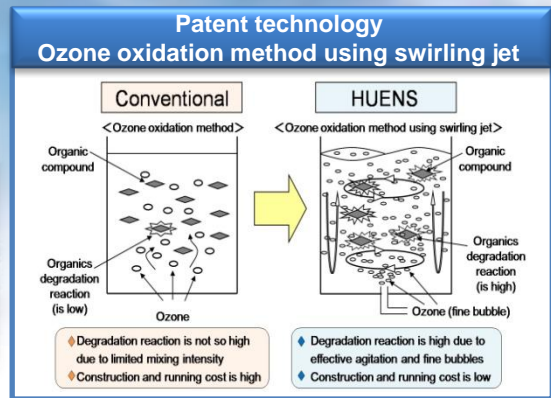 Patent technology
Ozone oxidation method using swirling jet
Conventional
<Ozone oxidation method>
Organic
compound
Organics
degradation
reaction
(is low)
Ozone
◆Degradation reaction is not so high
due to limited mixing intensity
◆Construction and running cost is high
HUENS
<Ozone oxidation method using swirling jet>
Organic
compound
Organics
degradation
reaction
(is high)
Ozone (fine bubble)
◆ Degradation reaction is high due to
effective agitation and fine bubbles
◆ Construction and running cost is low